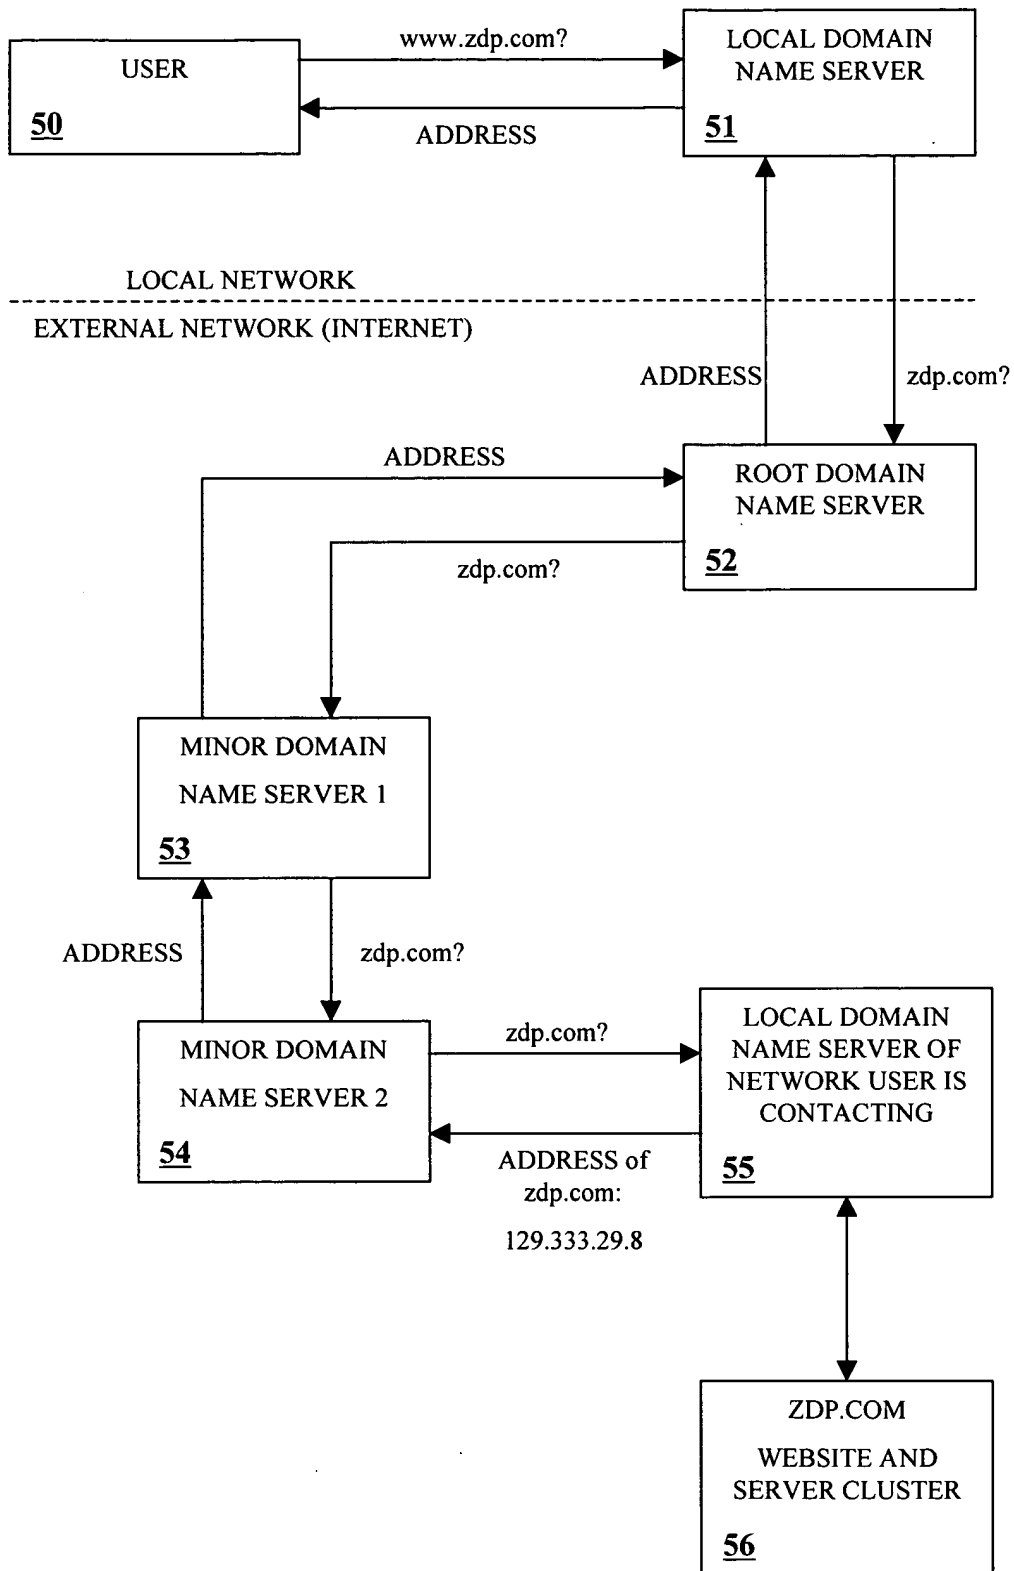 www.zdp.com?
USER
50
ADDRESS
LOCAL DOMAIN
NAME SERVER
51
LOCAL NETWORK
EXTERNAL NETWORK (INTERNET)
ADDRESS
zdp.com?
ADDRESS
ROOT DOMAIN
NAME SERVER
52
zdp.com?
MINOR DOMAIN
NAME SERVER 1
53
ADDRESS
zdp.com?
MINOR DOMAIN
NAME SERVER 2
54
zdp.com?
LOCAL DOMAIN
NAME SERVER OF
NETWORK USER IS
CONTACTING
55
ADDRESS of
zdp.com:
129.333.29.8
ZDP.COM
WEBSITE AND
SERVER CLUSTER
56